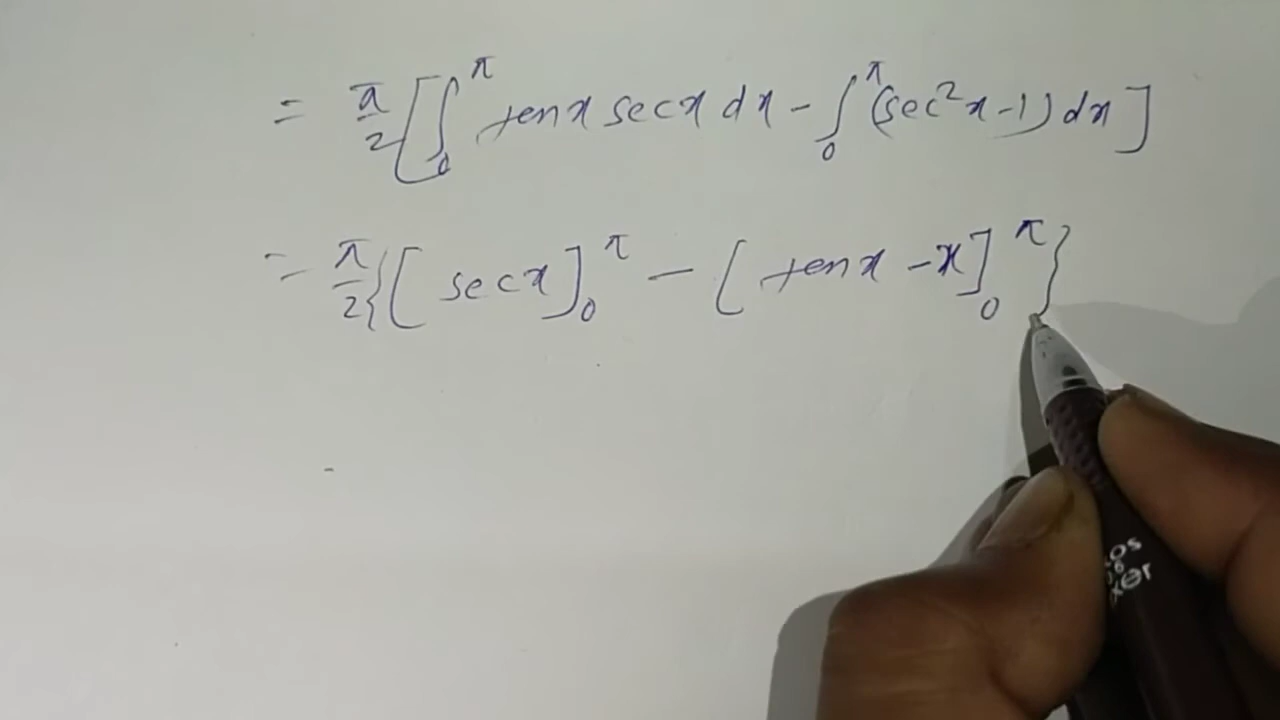 = π/2 [ ∫₀^π tanx secx dx - ∫₀^π (sec²x-1) dx ]
= π/2 { [ secx ]₀^π - [ tanx - x ]₀^π }